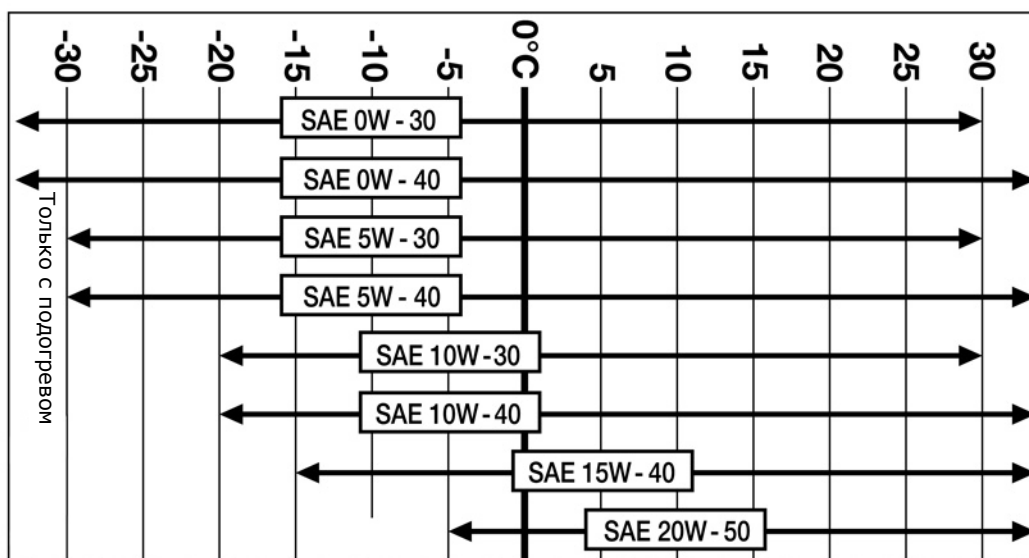 -30 -25 -20 -15 -10 -5 0°C 5 10 15 20 25 30
SAE 0W - 30
SAE 0W - 40
Только с подогревом
SAE 5W - 30
SAE 5W - 40
SAE 10W - 30
SAE 10W - 40
SAE 15W - 40
SAE 20W - 50